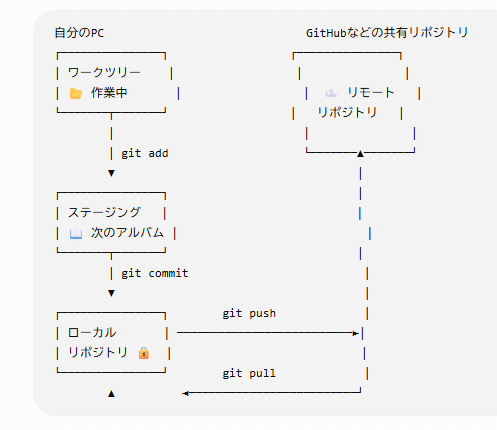 自分のPC GitHubなどの共有リポジトリ
ワークツリー
作業中 リモート
リポジトリ
git add
ステージング
次のアルバム
git commit
git push
ローカル
リポジトリ
git pull